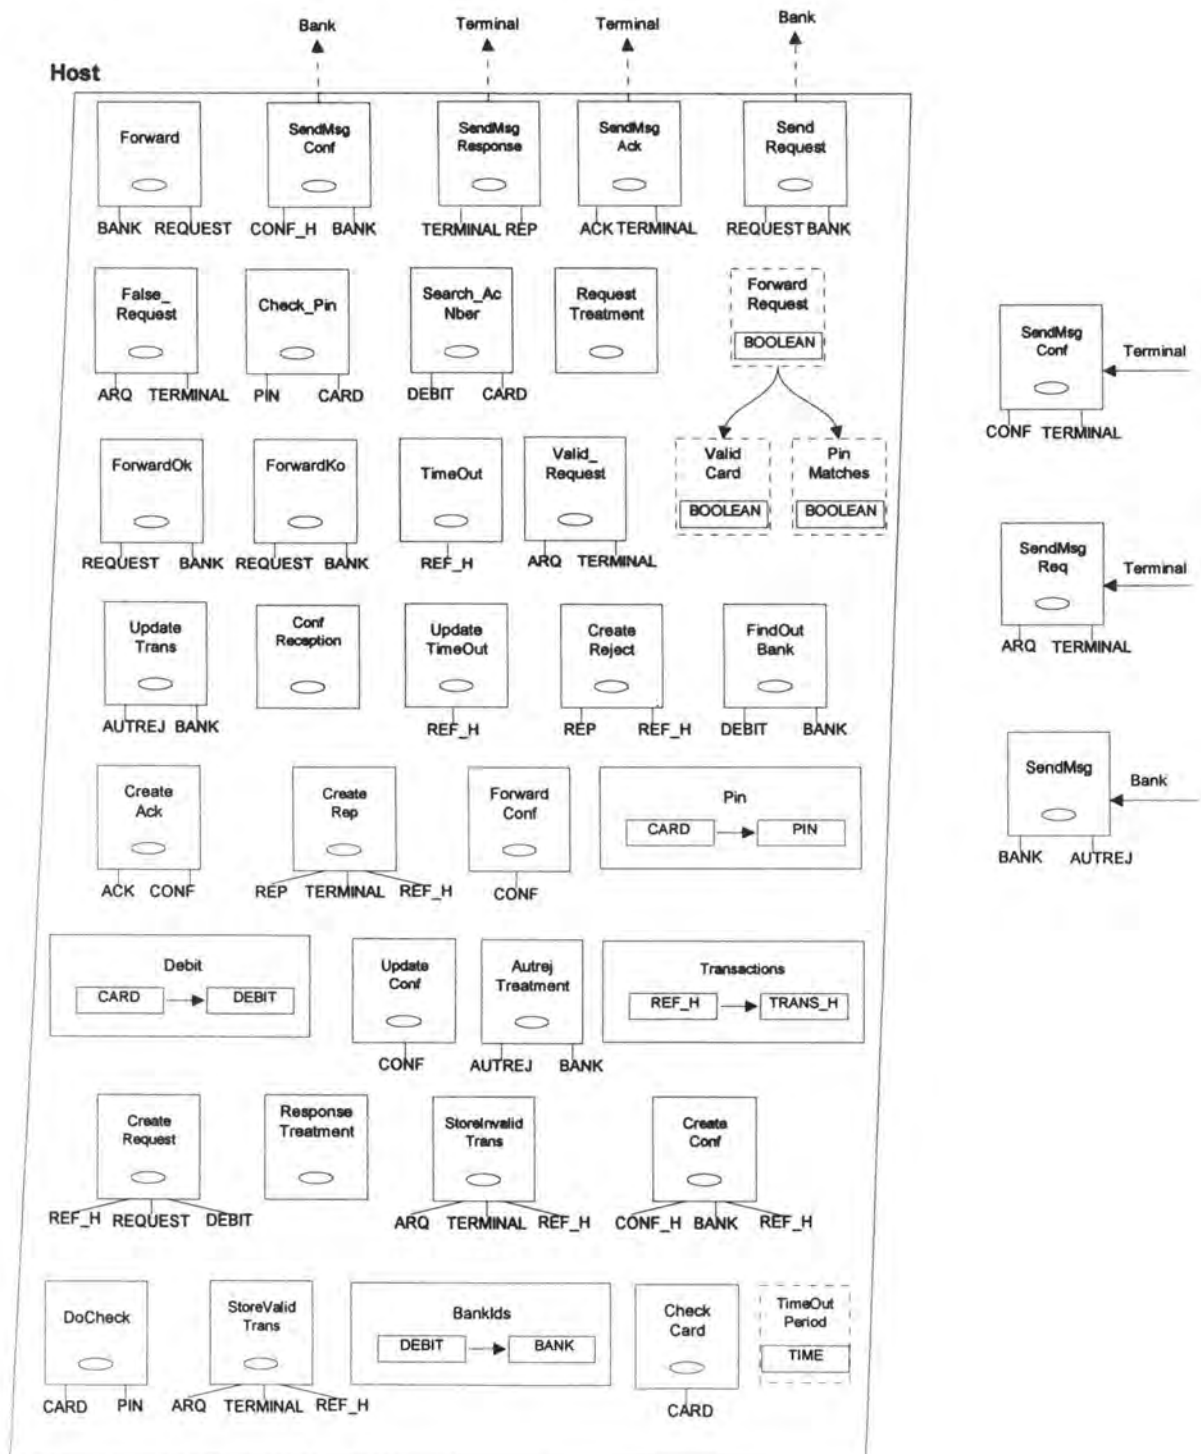 Bank
Terminal
Terminal
Bank
Host
Forward
SendMsg
Conf
SendMsg
Response
SendMsg
Ack
Send
Request
BANK REQUEST
CONF_H BANK
TERMINAL REP
ACK TERMINAL
REQUEST BANK
False_
Request
Check_Pin
Search_Ac
Nber
Request
Treatment
Forward
Request
BOOLEAN
ARQ TERMINAL
PIN CARD
DEBIT CARD
SendMsg
Conf
Terminal
CONF TERMINAL
ForwardOk
ForwardKo
TimeOut
Valid_
Request
Valid
Card
BOOLEAN
Pin
Matches
BOOLEAN
REQUEST BANK
REQUEST BANK
REF_H
ARQ TERMINAL
SendMsg
Req
Terminal
ARQ TERMINAL
Update
Trans
Conf
Reception
Update
TimeOut
Create
Reject
FindOut
Bank
AUTREJ BANK
REF_H
REP REF_H
DEBIT BANK
SendMsg
Bank
BANK AUTREJ
Create
Ack
Create
Rep
Forward
Conf
Pin
CARD PIN
ACK CONF
REP TERMINAL REF_H
CONF
Debit
CARD DEBIT
Update
Conf
Autrej
Treatment
Transactions
REF_H TRANS_H
CONF
AUTREJ BANK
Create
Request
Response
Treatment
StoreInvalid
Trans
Create
Conf
REF_H REQUEST DEBIT
ARQ TERMINAL REF_H
CONF_H BANK REF_H
DoCheck
StoreValid
Trans
BankIds
DEBIT BANK
Check
Card
TimeOut
Period
TIME
CARD PIN
ARQ TERMINAL REF_H
CARD